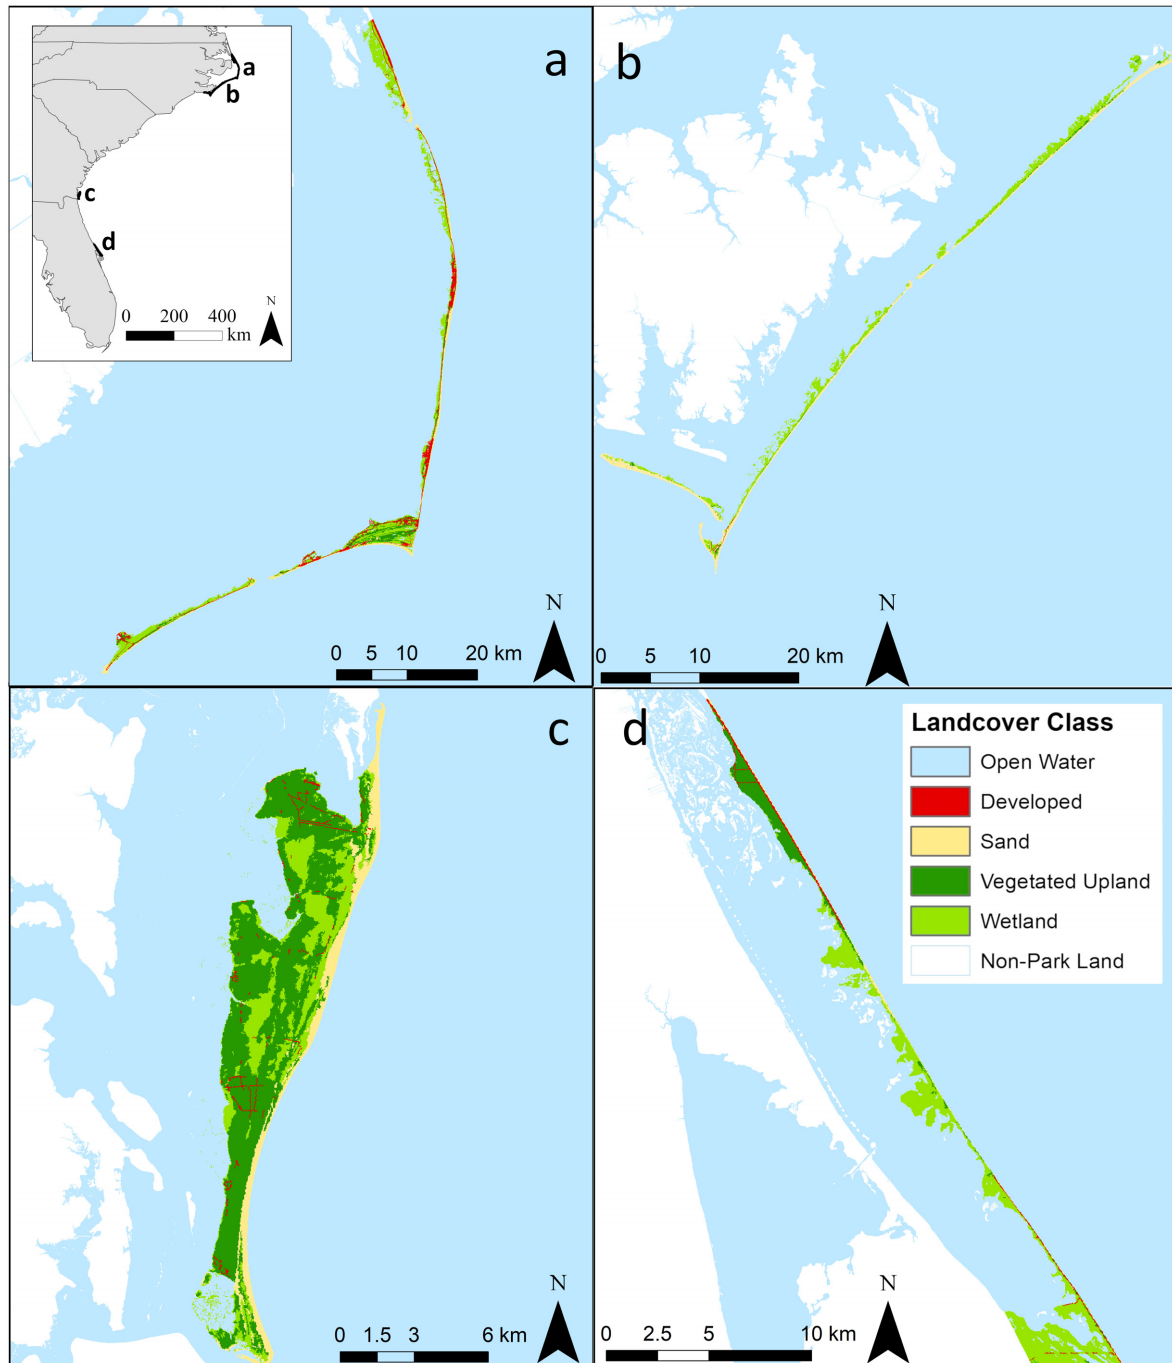 a
b
c
d
N
0 200 400
km
a
N
0 5 10 20 km
b
N
0 5 10 20 km
c
N
0 1.5 3 6 km
d
N
0 2.5 5 10 km
Landcover Class
Open Water
Developed
Sand
Vegetated Upland
Wetland
Non-Park Land